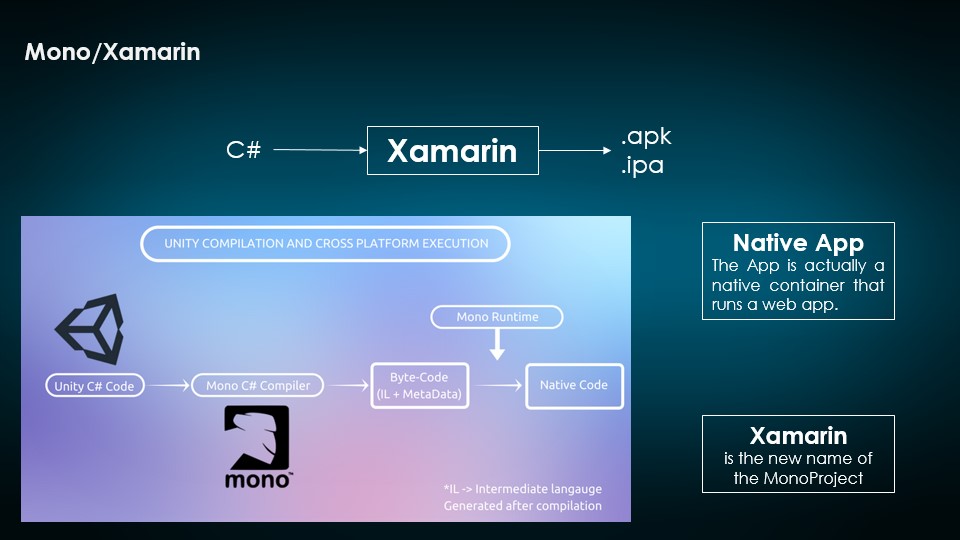 Mono/Xamarin
C#
Xamarin
.apk
.ipa
UNITY COMPILATION AND CROSS PLATFORM EXECUTION
Mono Runtime
Unity C# Code
Mono C# Compiler
Byte-Code
(IL + MetaData)
Native Code
mono™
*IL -> Intermediate langauge
Generated after compilation
Native App
The App is actually a
native container that
runs a web app.
Xamarin
is the new name of
the MonoProject